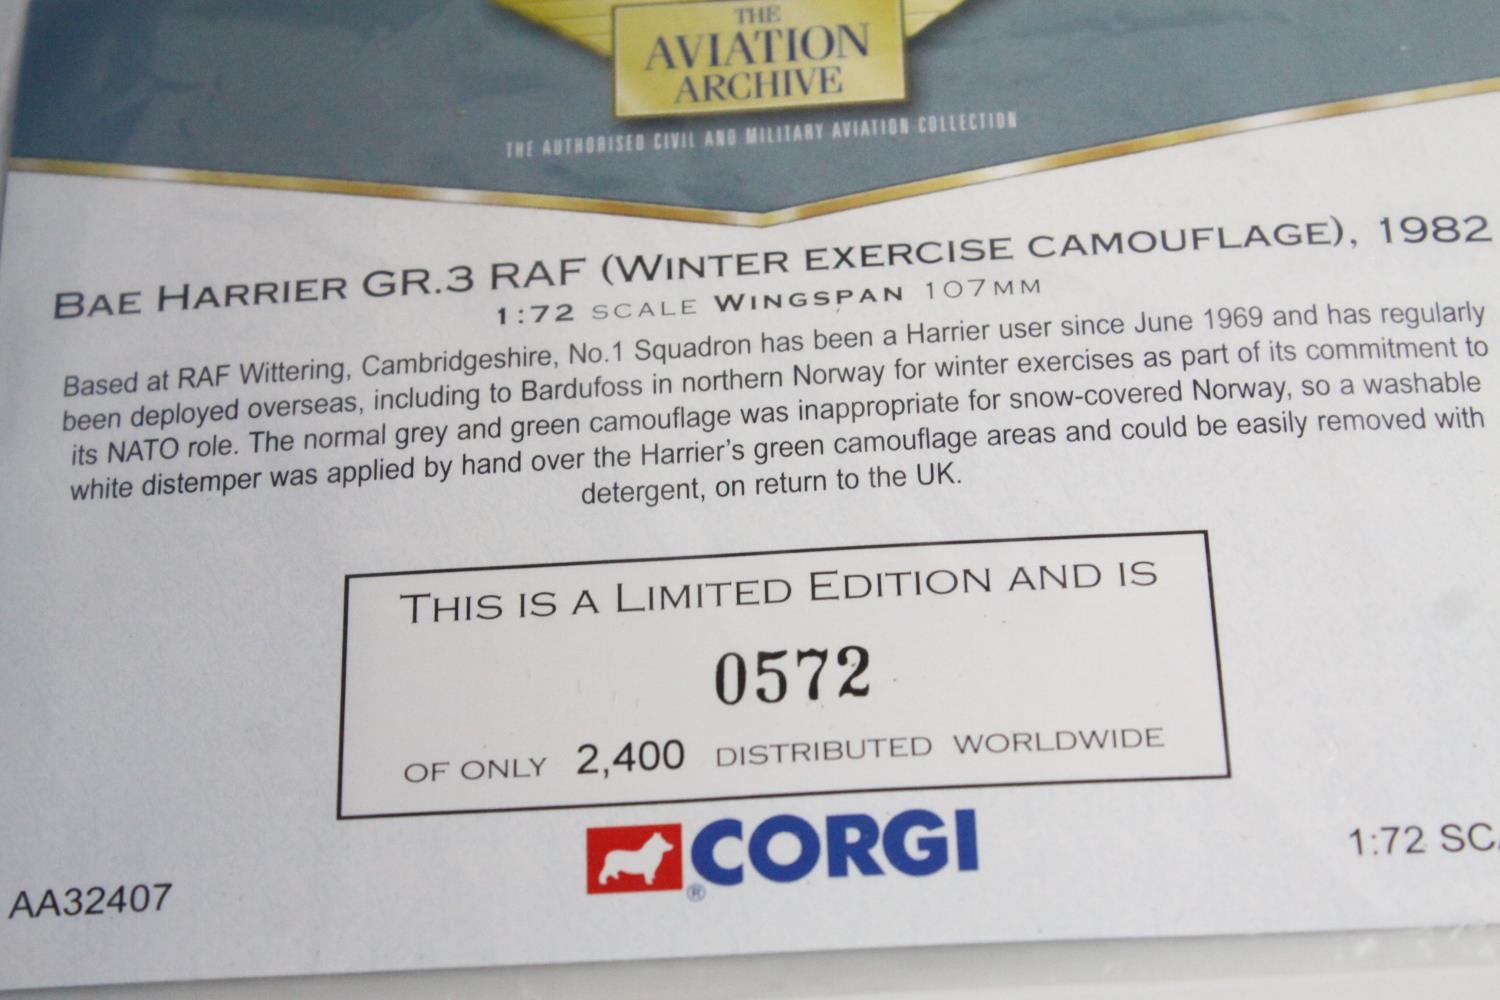 THE
AVIATION
ARCHIVE
THE AUTHORISED CIVIL AND MILITARY AVIATION COLLECTION
BAE HARRIER GR.3 RAF (WINTER EXERCISE CAMOUFLAGE), 1982
1:72 SCALE WINGSPAN 107MM
Based at RAF Wittering, Cambridgeshire, No.1 Squadron has been a Harrier user since June 1969 and has regularly
been deployed overseas, including to Bardufoss in northern Norway for winter exercises as part of its commitment to
its NATO role. The normal grey and green camouflage was inappropriate for snow-covered Norway, so a washable
white distemper was applied by hand over the Harrier's green camouflage areas and could be easily removed with
detergent, on return to the UK.
THIS IS A LIMITED EDITION AND IS
0572
OF ONLY 2,400 DISTRIBUTED WORLDWIDE
CORGI
®
AA32407
1:72 SC